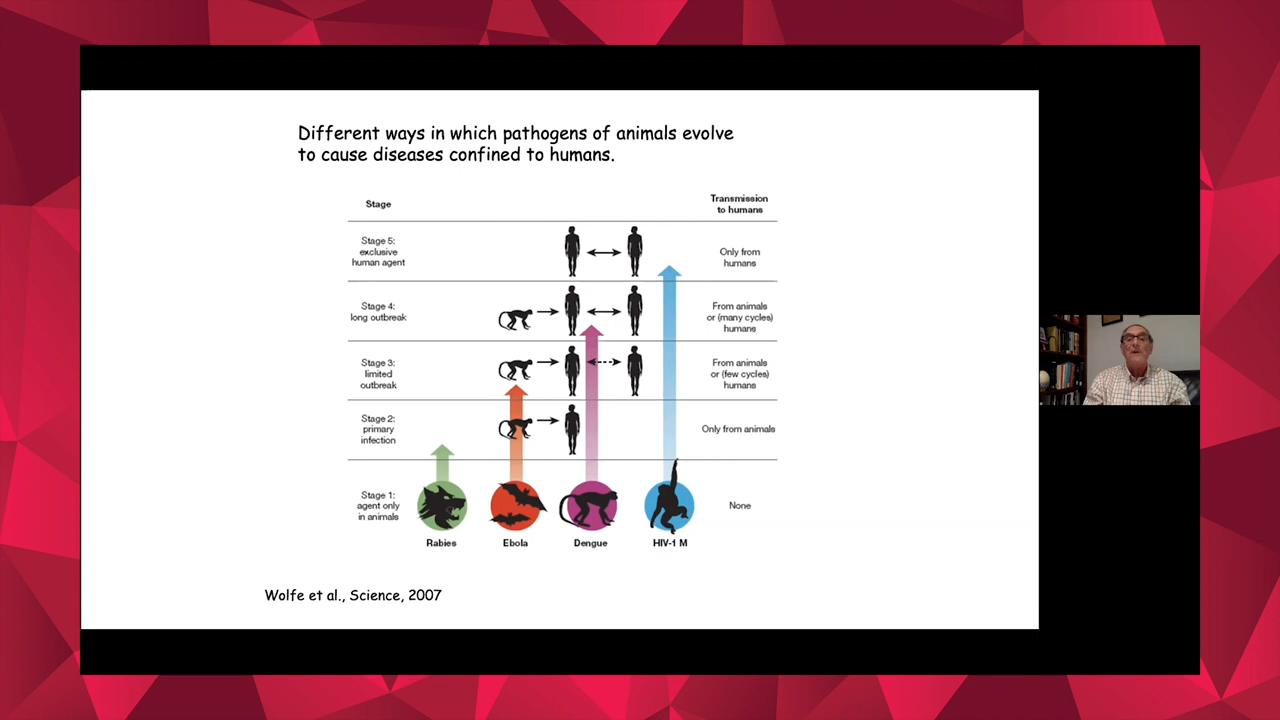 Different ways in which pathogens of animals evolve
to cause diseases confined to humans.
Stage
Transmission
to humans
Stage 5:
exclusive
human agent
Only from
humans
Stage 4:
long outbreak
From animals
or (many cycles)
humans
Stage 3:
limited
outbreak
From animals
or (few cycles)
humans
Stage 2:
primary
infection
Only from animals
Stage 1:
agent only
in animals
None
Rabies
Ebola
Dengue
HIV-1 M
Wolfe et al., Science, 2007